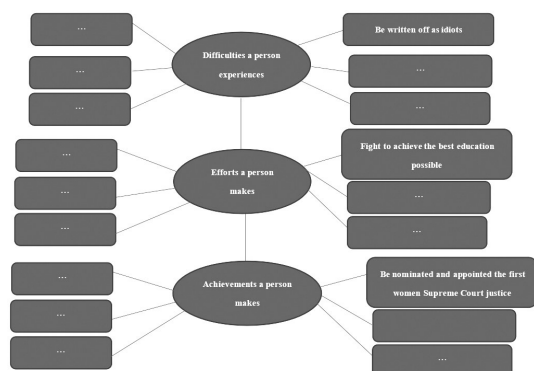 ...
Be written off as idiots
Difficulties a person
experiences
...
...
...
...
Fight to achieve the best education
possible
...
Efforts a person
makes
...
...
...
...
Be nominated and appointed the first
women Supreme Court justice
...
Achievements a person
makes
...
...
...